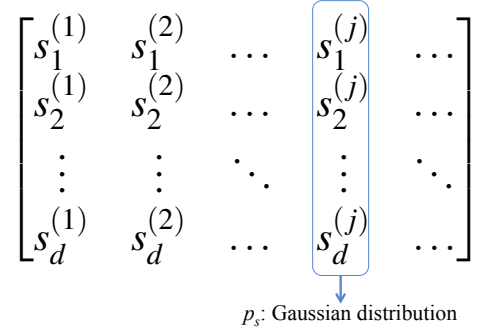 s_1^{(1)} s_1^{(2)} … s_1^{(j)} …
s_2^{(1)} s_2^{(2)} … s_2^{(j)} …
⋮ ⋮ ⋱ ⋮ ⋱
s_d^{(1)} s_d^{(2)} … s_d^{(j)} …
p_s: Gaussian distribution